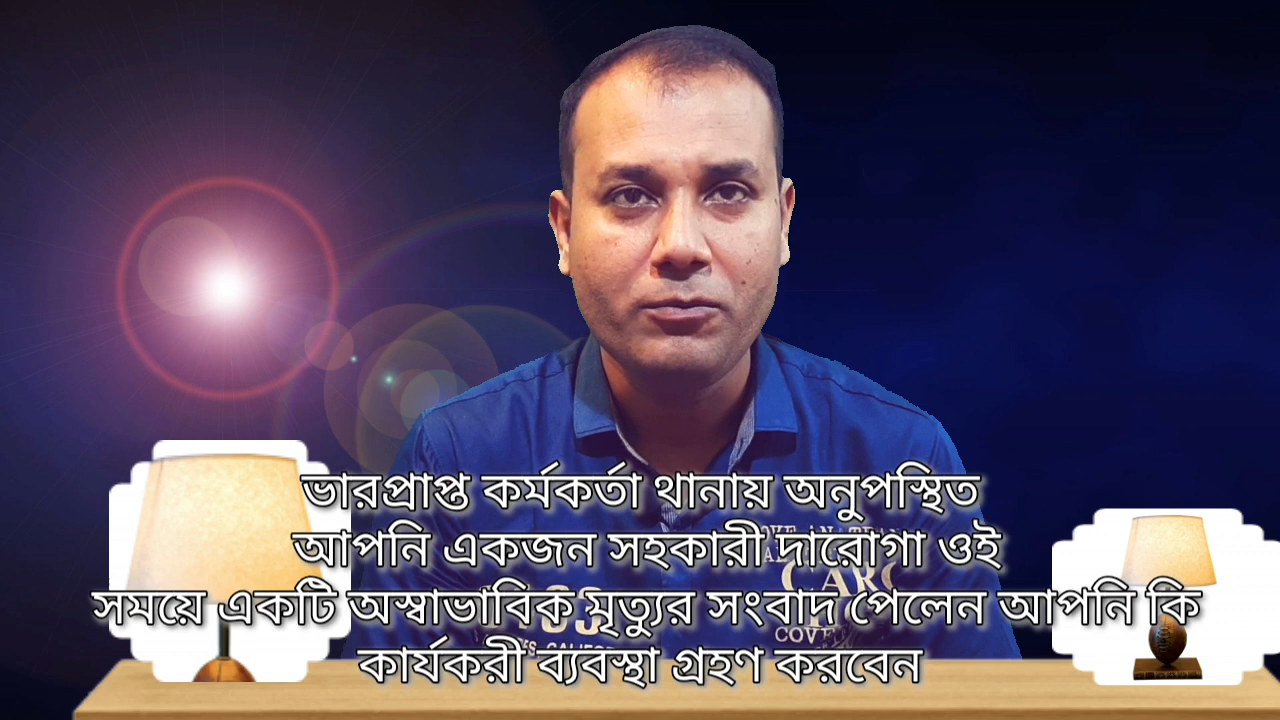 ভারপ্রাপ্ত কর্মকর্তা থানায় অনুপস্থিত
আপনি একজন সহকারী দারোগা ওই
সময়ে একটি অস্বাভাবিক মৃত্যুর সংবাদ পেলেন আপনি কি
কার্যকরী ব্যবস্থা গ্রহণ করবেন